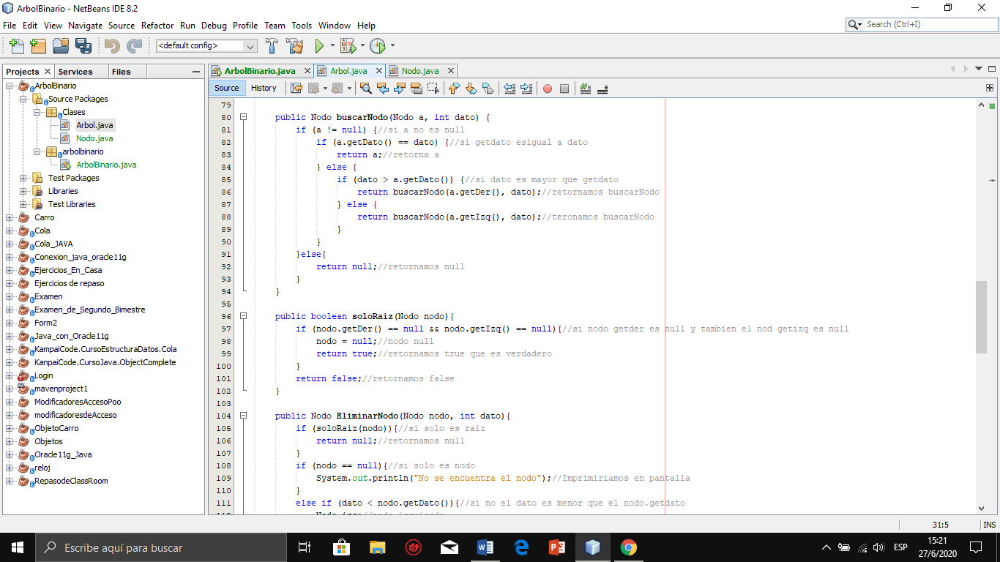 ArbolBinario - NetBeans IDE 8.2
File Edit View Navigate Source Refactor Run Debug Profile Team Tools Window Help
Search (Ctrl+I)
<default config>
Projects Services Files
ArbolBinario
Source Packages
Clases
Arbol.java
Nodo.java
arbolbinario
ArbolBinario.java
Test Packages
Libraries
Test Libraries
Carro
Cola
Cola_JAVA
Conexion_java_oracle11g
Ejercicios_En_Casa
Ejercicios de repaso
Examen
Examen_de_Segundo_Bimestre
Form2
Java_con_Oracle11g
KampaiCode.CursoEstructuraDatos.Cola
KanpaiCode.CursoJava.ObjectComplete
Login
mavenproject1
ModificadoresAccesoPoo
modificadoresdeAcceso
ObjetoCarro
Objetos
Oracle11g_Java
reloj
RepasodeClassRoom
ArbolBinario.java Arbol.java Nodo.java
Source History
79
80 public Nodo buscarNodo(Nodo a, int dato) {
81 if (a != null) {//si a no es null
82 if (a.getDato() == dato) {//si getdato esigual a dato
83 return a;//retorna a
84 } else {
85 if (dato > a.getDato()) {//si dato es mayor que getdato
86 return buscarNodo(a.getDer(), dato);//retornamos buscarNodo
87 } else {
88 return buscarNodo(a.getIzq(), dato);//teronamos buscarNodo
89 }
90 }
91 }else{
92 return null;//retornamos null
93 }
94 }
95
96 public boolean soloRaiz(Nodo nodo){
97 if (nodo.getDer() == null && nodo.getIzq() == null){//si nodo getder es null y tambien el nod getizq es null
98 nodo = null;//nodo null
99 return true;//retornamos true que es verdadero
100 }
101 return false;//retornamos false
102 }
103
104 public Nodo EliminarNodo(Nodo nodo, int dato){
105 if (soloRaiz(nodo)){//si solo es raiz
106 return null;//retornamos null
107 }
108 if (nodo == null){//si solo es nodo
109 System.out.println("No se encuentra el nodo");//Imprimiriamos en pantalla
110 }
111 else if (dato < nodo.getDato()){//si no el dato es menor que el nodo.getdato
31:5 INS
Escribe aquí para buscar
ESP
15:21
27/6/2020